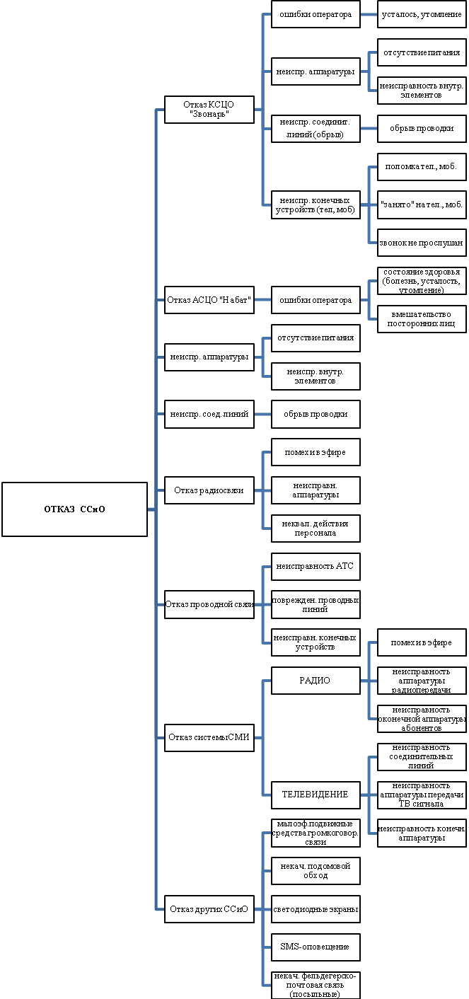 ОТКАЗ ССиО
Отказ КСЦО
"Звонарь"
ошибки оператора
усталось, утомление
неиспр. аппаратуры
отсутствие питания
неисправность внутр.
элементов
неиспр. соединит.
линий (обрыв)
обрыв проводки
неиспр. конечных
устройств (тел, моб)
поломка тел., моб.
"занято" на тел., моб.
звонок не прослушан
Отказ АСЦО "Набат"
ошибки оператора
состояние здоровья
(болезнь, усталость,
утомление)
вмешательство
посторонних лиц
неиспр. аппаратуры
отсутствие питания
неиспр. внутр.
элементов
неиспр. соед. линий
обрыв проводки
Отказ радиосвязи
помехи в эфире
неисправн.
аппаратуры
неквал. действия
персонала
Отказ проводной связи
неисправность АТС
поврежден. проводных
линий
неисправн. конечных
устройств
Отказ системы СМИ
РАДИО
помехи в эфире
неисправность
аппаратуры
радиопередачи
неисправность
оконечной аппаратуры
абонентов
ТЕЛЕВИДЕНИЕ
неисправность
соединительных
линий
неисправность
аппаратуры передачи
ТВ сигнала
неисправность конечн.
аппаратуры
Отказ других ССиО
малоэф.подвижные
средства громкоговор.
связи
некач. подомовой
обход
светодиодные экраны
SMS-оповещение
некач. фельдегерско-
почтовая связь
(посыльные)